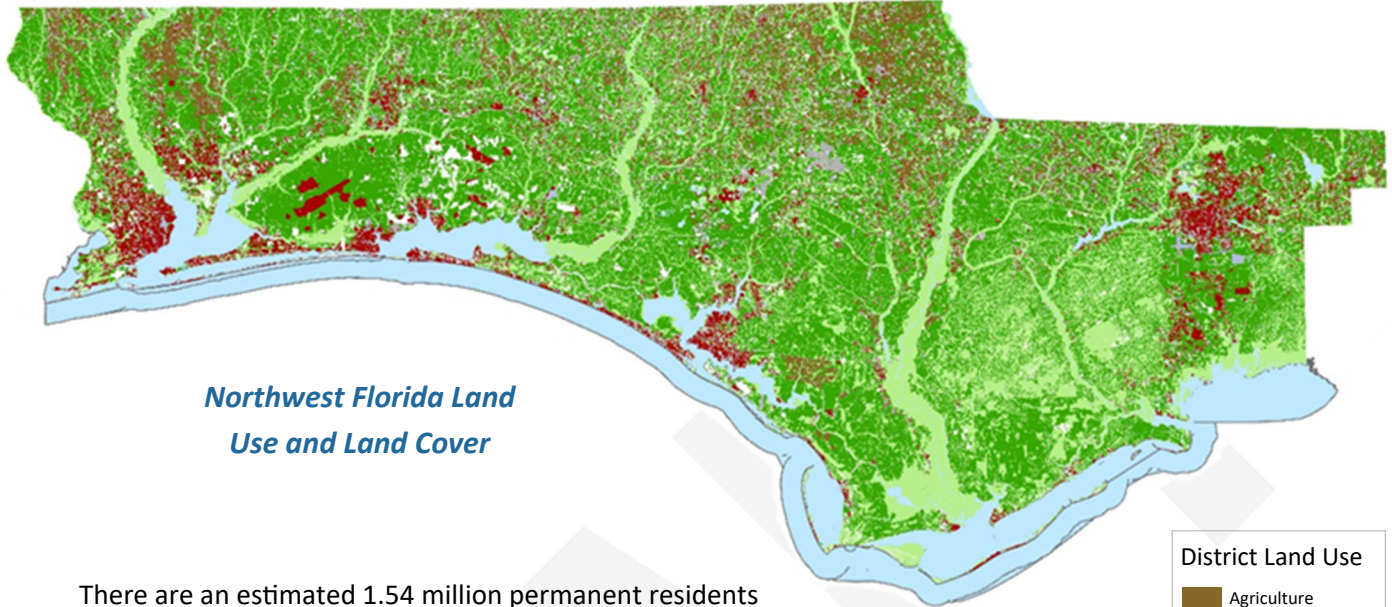 Northwest Florida Land
Use and Land Cover
There are an estimated 1.54 million permanent residents
District Land Use
Agriculture